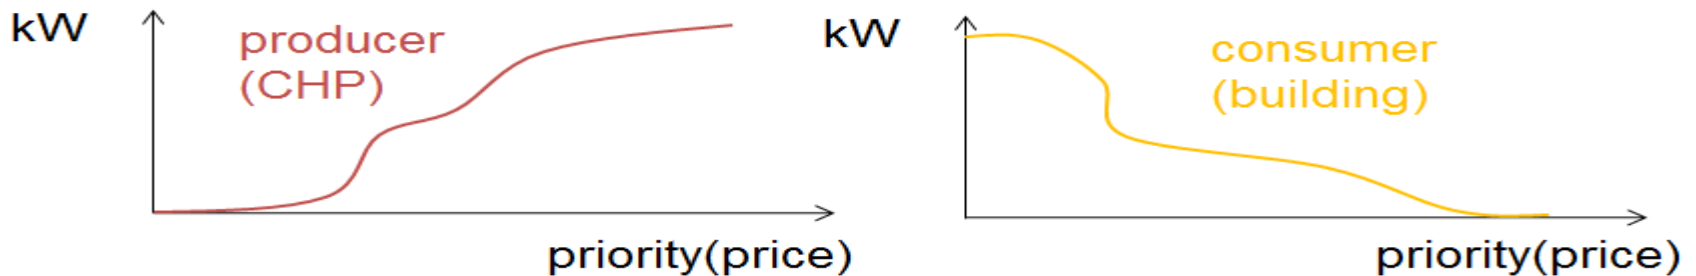 kW
producer
(CHP)
priority(price)
kW
consumer
(building)
priority(price)